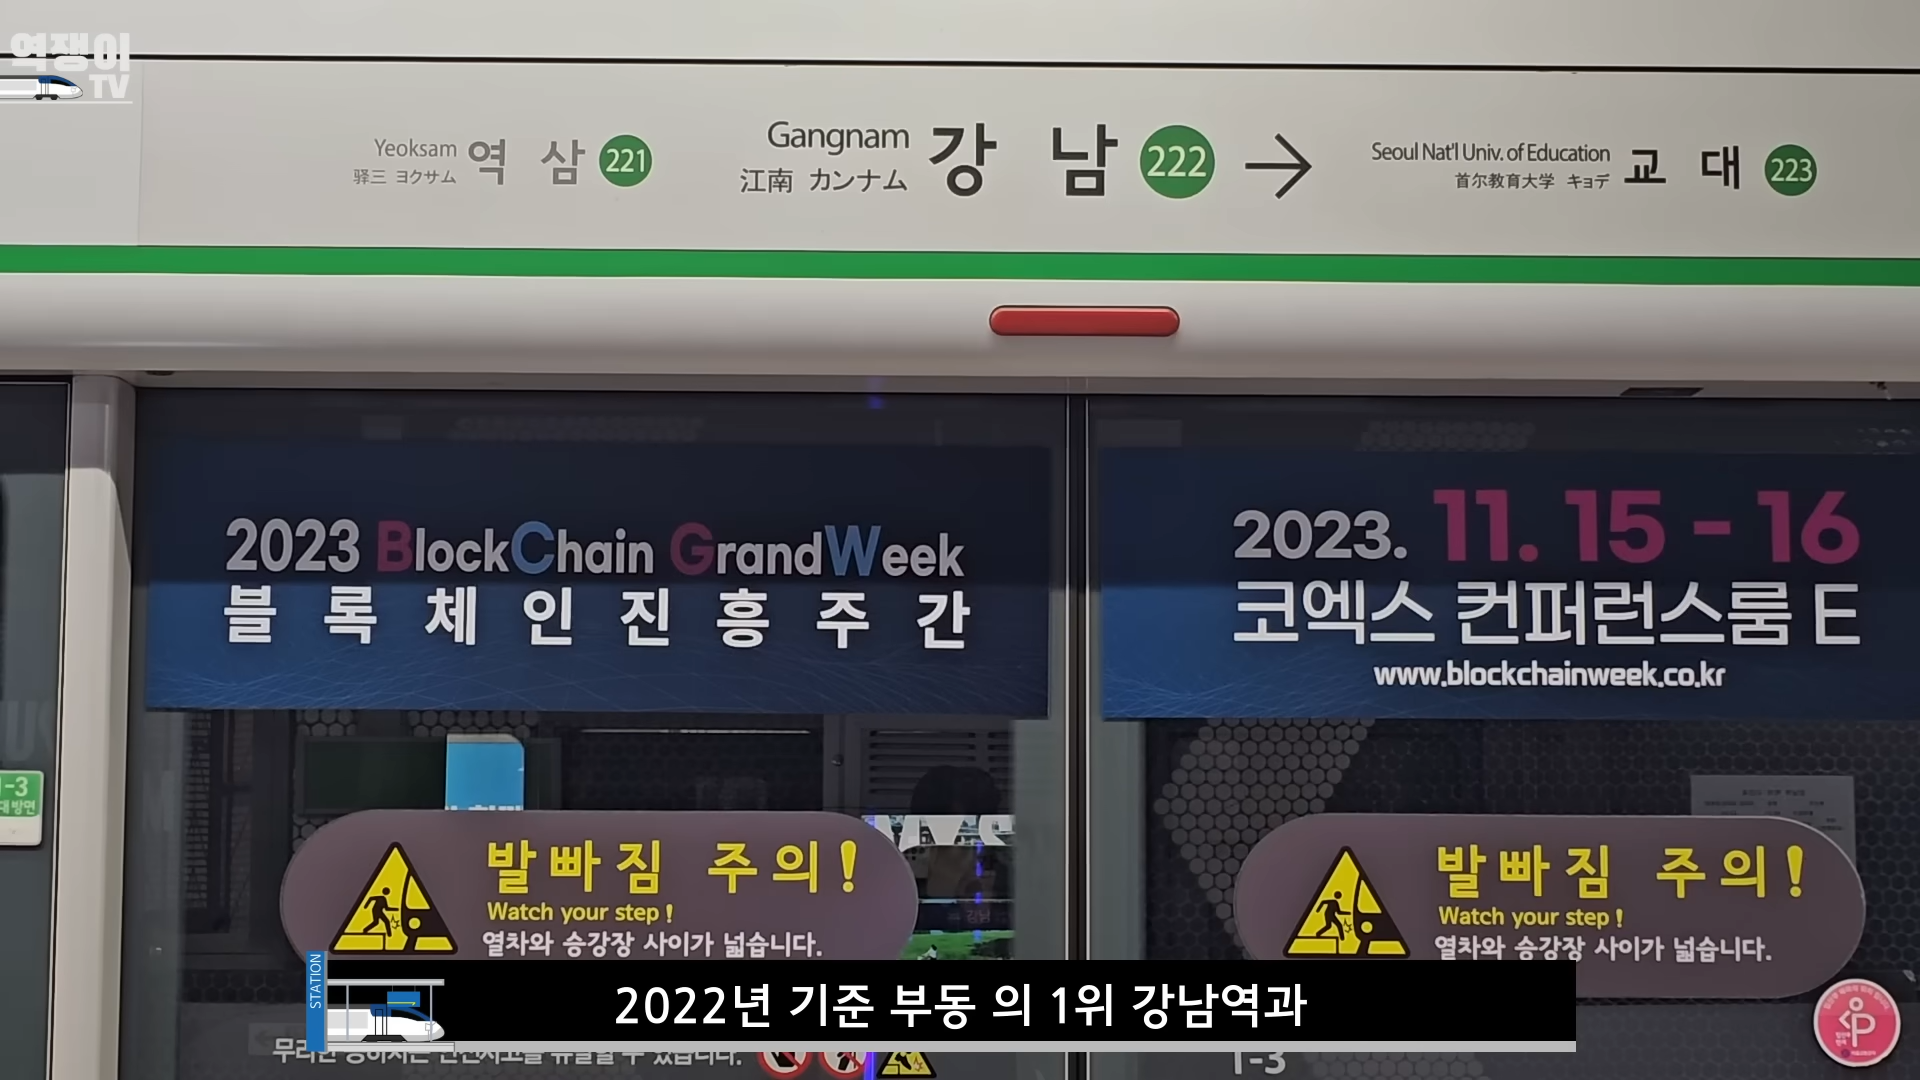 역쟁이
TV
Yeoksam 역 삼 221
驿三 ヨクサム
Gangnam 강 남 222
江南 カンナム
Seoul Nat'l Univ. of Education 교 대 223
首尔教育大学 キョデ
2023 BlockChain GrandWeek
블록체인진흥주간
2023. 11. 15 - 16
코엑스 컨퍼런스룸 E
www.blockchainweek.co.kr
-3
대방면
발빠짐 주의!
Watch your step !
열차와 승강장 사이가 넓습니다.
발빠짐 주의!
Watch your step !
열차와 승강장 사이가 넓습니다.
STATION
2022년 기준 부동 의 1위 강남역과
1-3